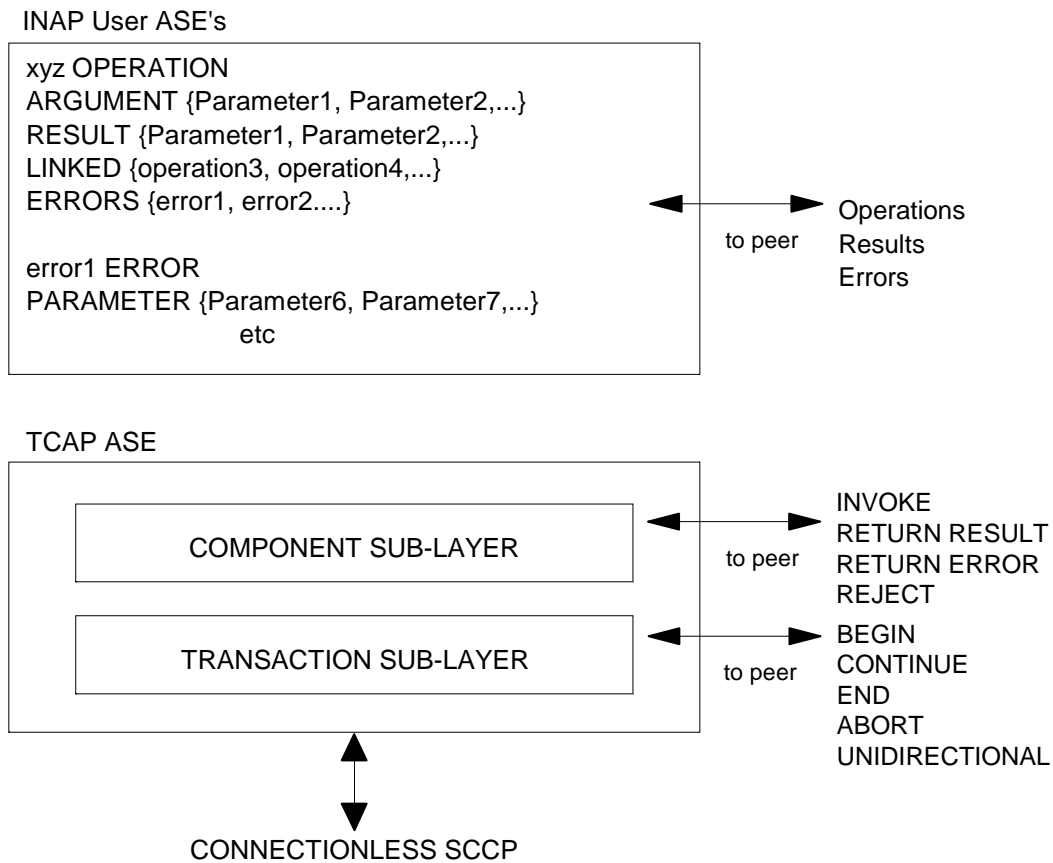 INAP User ASE's
xyz OPERATION
ARGUMENT {Parameter1, Parameter2,...}
RESULT {Parameter1, Parameter2,...}
LINKED {operation3, operation4,...}
ERRORS {error1, error2....}
error1 ERROR
PARAMETER {Parameter6, Parameter7,...}
etc
to peer
Operations
Results
Errors
TCAP ASE
COMPONENT SUB-LAYER
to peer
INVOKE
RETURN RESULT
RETURN ERROR
REJECT
TRANSACTION SUB-LAYER
to peer
BEGIN
CONTINUE
END
ABORT
UNIDIRECTIONAL
CONNECTIONLESS SCCP